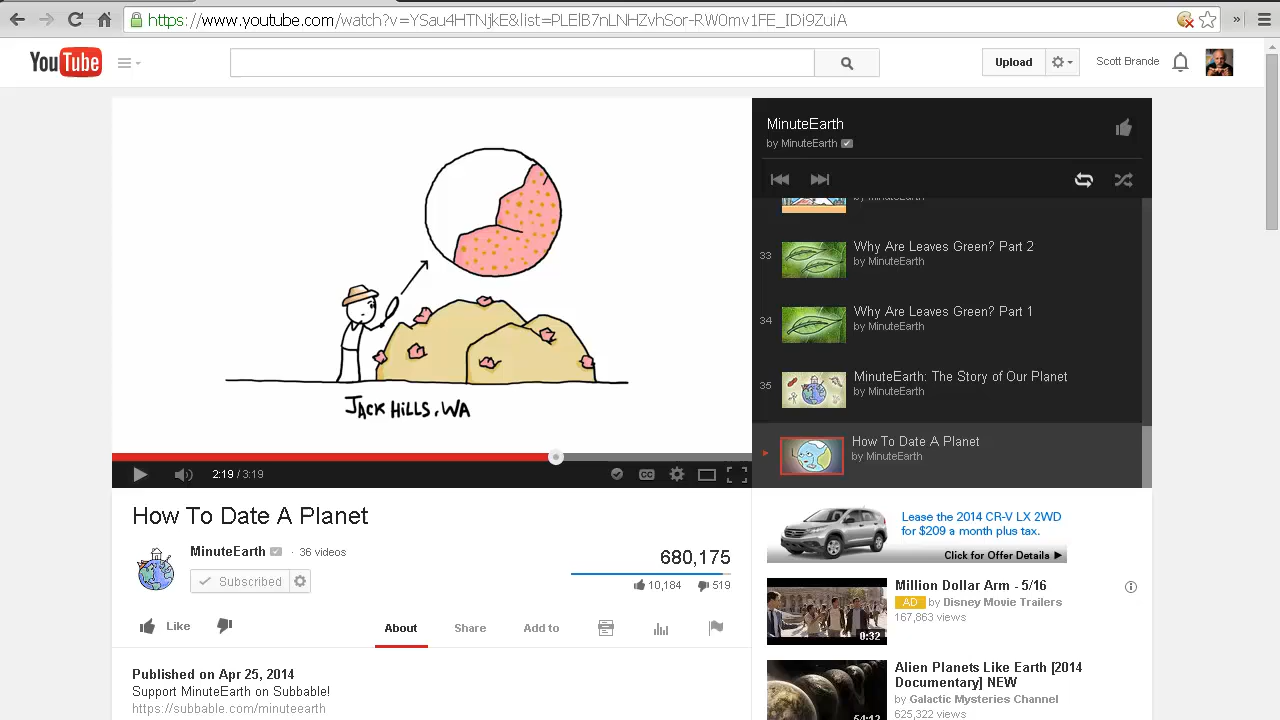 https://www.youtube.com/watch?v=YSau4HTNjkE&list=PLElB7nLNHZvhSor-RW0mv1FE_IDi9ZuiA
»
YouTube
Upload
Scott Brande
JACK HILLS, WA
2:19 / 3:19
CC
MinuteEarth
by MinuteEarth
by MinuteEarth
33
Why Are Leaves Green? Part 2
by MinuteEarth
34
Why Are Leaves Green? Part 1
by MinuteEarth
35
MinuteEarth: The Story of Our Planet
by MinuteEarth
How To Date A Planet
by MinuteEarth
How To Date A Planet
MinuteEarth · 36 videos
Subscribed
680,175
10,184 519
Like
About Share Add to
Published on Apr 25, 2014
Support MinuteEarth on Subbable!
https://subbable.com/minuteearth
Lease the 2014 CR-V LX 2WD
for $209 a month plus tax.
Click for Offer Details
0:32
Million Dollar Arm - 5/16
AD by Disney Movie Trailers
167,863 views
54:12
Alien Planets Like Earth [2014
Documentary] NEW
by Galactic Mysteries Channel
625,322 views